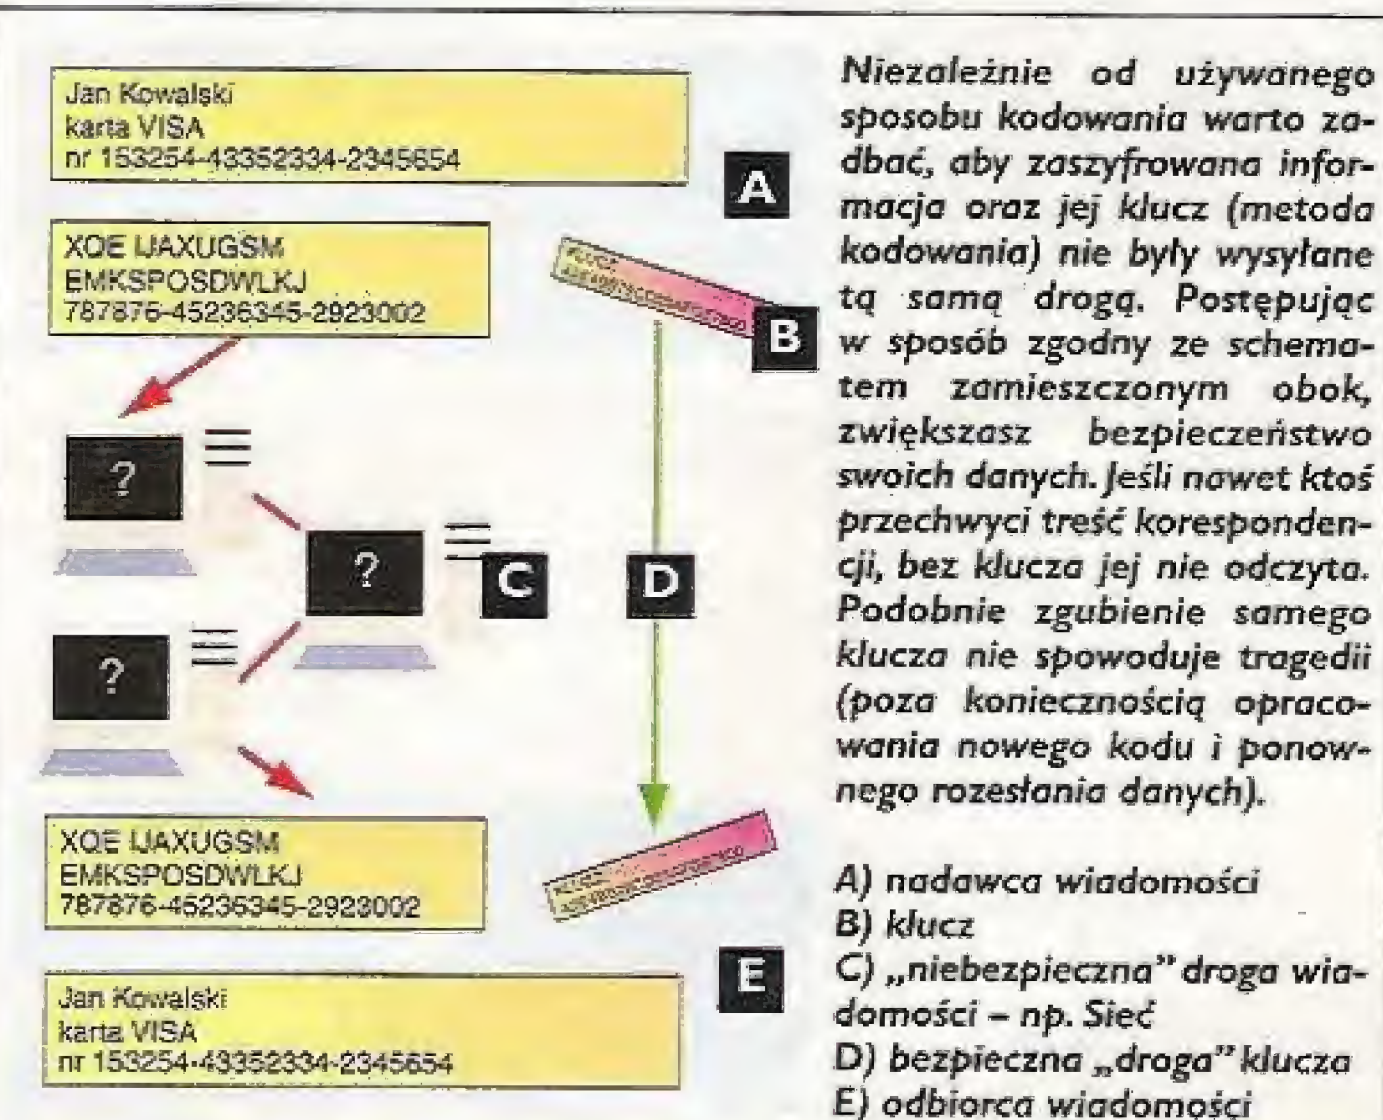 Jan Kowalski
karta VISA
nr 153254-43352334-2345654
A
XQE IJAXUGSM
EMKSPOSDWLKJ
787876-45236345-2923002
B
?
?
C
D
?
XQE IJAXUGSM
EMKSPOSDWLKJ
787876-45236345-2923002
E
Jan Kowalski
karta VISA
nr 153254-43352334-2345654
Niezależnie od używanego
sposobu kodowania warto za-
dbać, aby zaszyfrowana infor-
macja oraz jej klucz (metoda
kodowania) nie były wysyłane
tą samą drogą. Postępując
w sposób zgodny ze schema-
tem zamieszczonym obok,
zwiększasz bezpieczeństwo
swoich danych. Jeśli nawet ktoś
przechwyci treść koresponden-
cji, bez klucza jej nie odczyta.
Podobnie zgubienie samego
klucza nie spowoduje tragedii
(poza koniecznością opraco-
wania nowego kodu i ponow-
nego rozesłania danych).
A) nadawca wiadomości
B) klucz
C) „niebezpieczna” droga wia-
domości – np. Sieć
D) bezpieczna „droga” klucza
E) odbiorca wiadomości